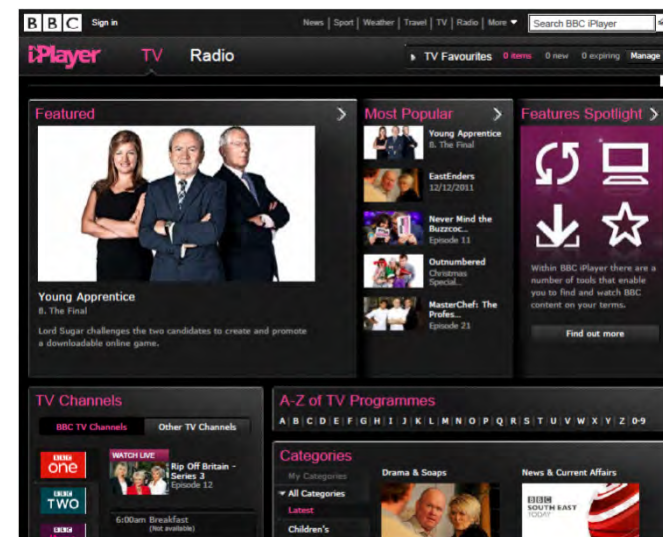 BBC Sign in News | Sport | Weather | Travel | TV | Radio | More Search BBC iPlayer
iPlayer TV Radio TV Favourites 0 items 0 new 0 expiring Manage
Featured
Young Apprentice
8. The Final
Lord Sugar challenges the two candidates to create and promote
a downloadable online game.
Most Popular
Young Apprentice
8. The Final
EastEnders
12/12/2011
Never Mind the
Buzzcoc...
Episode 11
Outnumbered
Christmas
Special...
MasterChef: The
Profes...
Episode 21
Features Spotlight
Within BBC iPlayer there are a
number of tools that enable
you to find and watch BBC
content on your terms.
Find out more
TV Channels
BBC TV Channels Other TV Channels
BBC
one
WATCH LIVE
Rip Off Britain -
Series 3
Episode 12
BBC
TWO
6:00am Breakfast
(Not available)
BBC
A-Z of TV Programmes
A | B | C | D | E | F | G | H | I | J | K | L | M | N | O | P | Q | R | S | T | U | V | W | X | Y | Z | 0-9
Categories
My Categories
All Categories
Latest
Children's
Drama & Soaps
News & Current Affairs
BBC
SOUTH EAST
TODAY